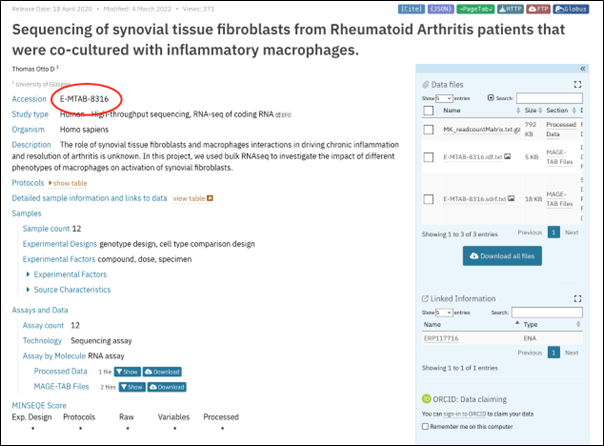 Release Date: 18 April 2020 • Modified: 4 March 2022 • Views: 371
[Cite] {JSON} PageTab HTTP FTP Globus
Sequencing of synovial tissue fibroblasts from Rheumatoid Arthritis patients that
were co-cultured with inflammatory macrophages.
Thomas Otto D 1
1 University of Glasgow
Accession E-MTAB-8316
Study type Human - High-throughput sequencing, RNA-seq of coding RNA EFO
Organism Homo sapiens
Description The role of synovial tissue fibroblasts and macrophages interactions in driving chronic inflammation
and resolution of arthritis is unknown. In this project, we used bulk RNAseq to investigate the impact of different
phenotypes of macrophages on activation of synovial fibroblasts.
Protocols show table
Detailed sample information and links to data view table
Samples
Sample count 12
Experimental Designs genotype design, cell type comparison design
Experimental Factors compound, dose, specimen
Experimental Factors
Source Characteristics
Assays and Data
Assay count 12
Technology Sequencing assay
Assay by Molecule RNA assay
Processed Data 1 file Show Download
MAGE-TAB Files 2 files Show Download
MINSEQE Score
Exp. Design Protocols Raw Variables Processed
* * * * *
«
Data files
Show 5 entries Search:
Name Size Section D
MK_readcountMatrix.txt.gz 792 KB Processed Data
E-MTAB-8316.idf.txt 5 KB MAGE-TAB Files
E-MTAB-8316.sdrf.txt 18 KB MAGE-TAB Files
Showing 1 to 3 of 3 entries Previous 1 Next
Download all files
Linked Information
Show 5 entries Search:
Name Type
ERP117716 ENA
Previous 1 Next
Showing 1 to 1 of 1 entries
iD ORCID: Data claiming
You can sign-in to ORCID to claim your data
Remember me on this computer